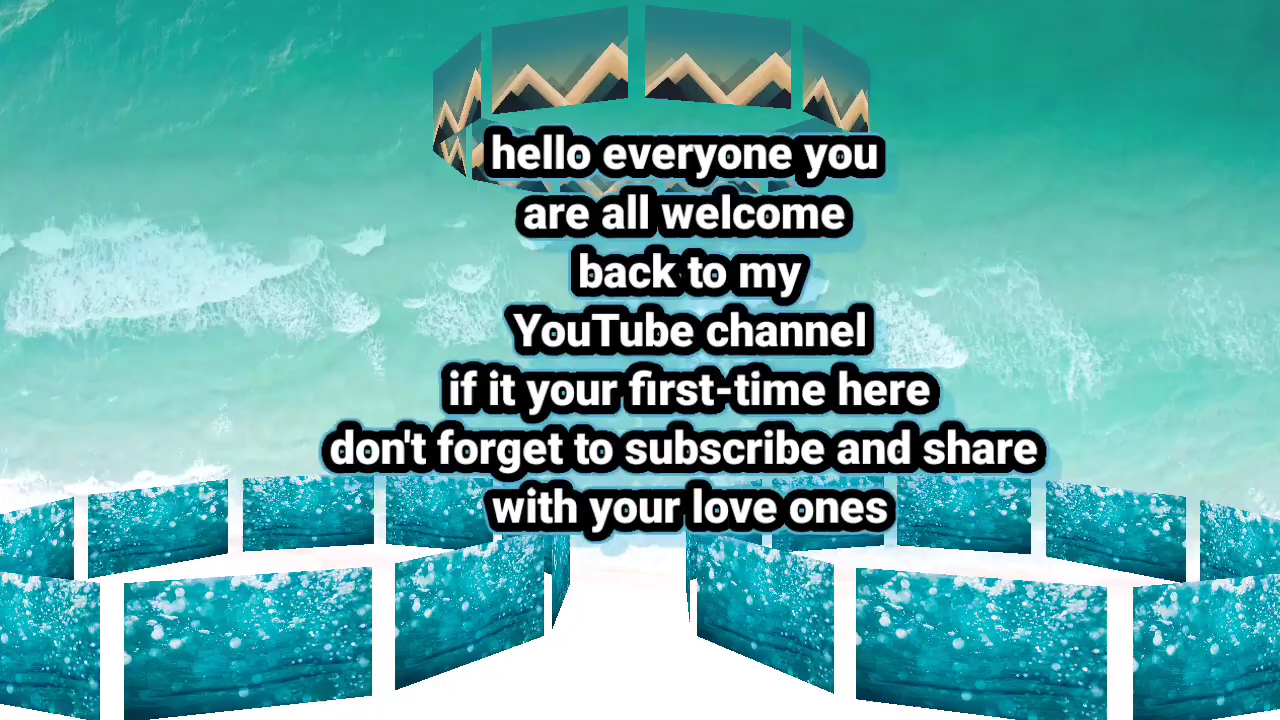 hello everyone you
are all welcome
back to my
YouTube channel
if it your first-time here
don't forget to subscribe and share
with your love ones